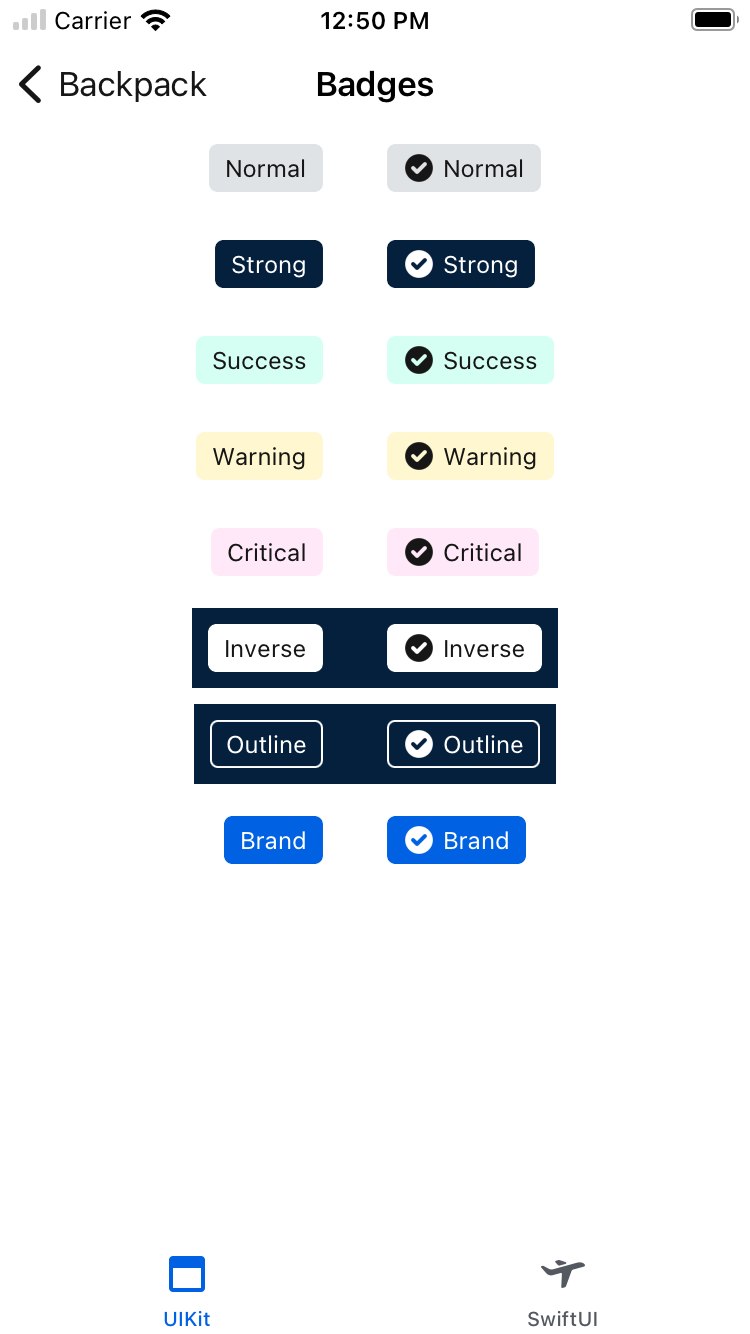 Carrier 12:50 PM
Backpack Badges
Normal Normal
Strong Strong
Success Success
Warning Warning
Critical Critical
Inverse Inverse
Outline Outline
Brand Brand
UIKit SwiftUI